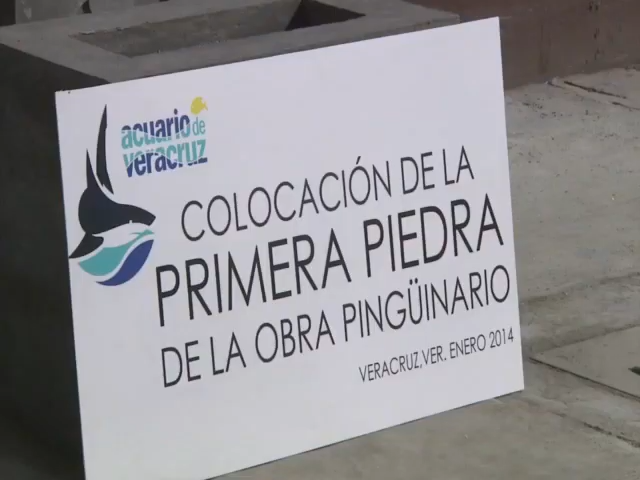 acuario de
veracruz
COLOCACIÓN DE LA
PRIMERA PIEDRA
DE LA OBRA PINGÜINARIO
VERACRUZ, VER. ENERO 2014